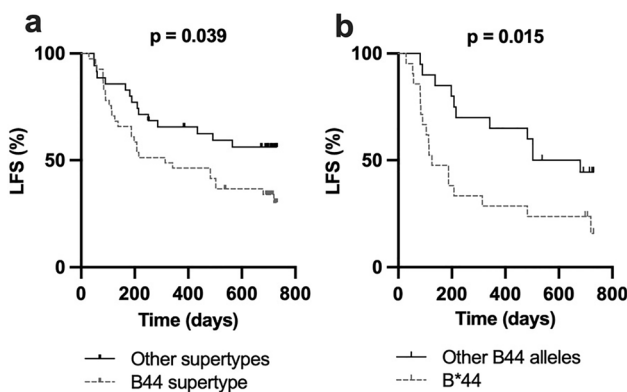 a
p = 0.039
LFS (%)
100
50
0
0 200 400 600 800
Time (days)
Other supertypes
B44 supertype
b
p = 0.015
LFS (%)
100
50
0
0 200 400 600 800
Time (days)
Other B44 alleles
B*44